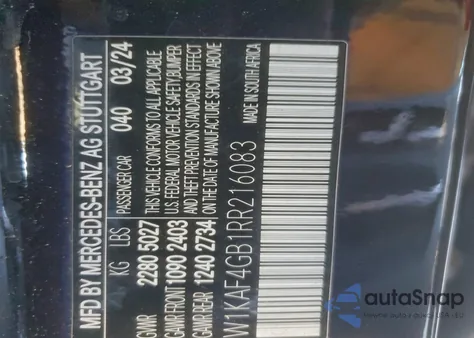 MFD BY MERCEDES-BENZ AG STUTTGART
PASSENGER CAR 040 03/24
KG LBS
GVWR 2280 5027
GAWR FRONT 1090 2403
GAWR REAR 1240 2734
THIS VEHICLE CONFORMS TO ALL APPLICABLE
U.S. FEDERAL MOTOR VEHICLE SAFETY/BUMPER
AND THEFT PREVENTION STANDARDS IN EFFECT
ON THE DATE OF MANUFACTURE SHOWN ABOVE
W1KAF4GB1RR216083
MADE IN SOUTH AFRICA
autoSnap